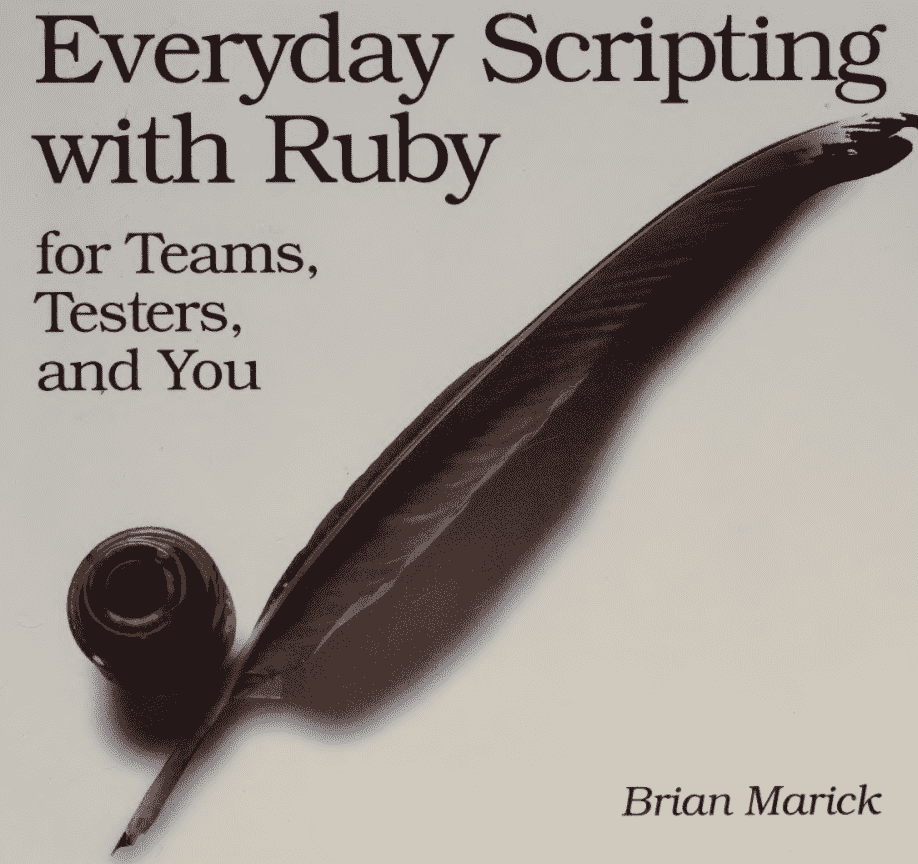 Everyday Scripting
with Ruby
for Teams,
Testers,
and You
Brian Marick